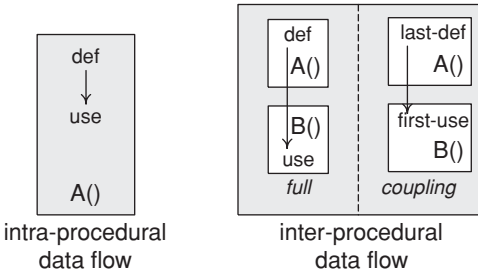 def
use
A()
intra-procedural
data flow
def
A()
B()
use
full
last-def
A()
first-use
B()
coupling
inter-procedural
data flow